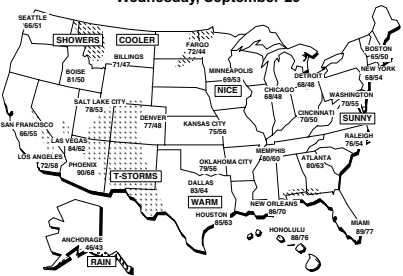 Wednesday, September 20
SEATTLE
66/51
SHOWERS
COOLER
BILLINGS
71/47
FARGO
72/44
BOSTON
65/50
BOISE
81/50
MINNEAPOLIS
69/53
NICE
DETROIT
68/48
NEW YORK
68/54
CHICAGO
68/48
SALT LAKE CITY
78/53
WASHINGTON
70/55
DENVER
77/48
KANSAS CITY
75/56
CINCINNATI
70/50
SUNNY
SAN FRANCISCO
66/55
LAS VEGAS
84/62
RALEIGH
76/54
LOS ANGELES
72/58
PHOENIX
90/68
T-STORMS
OKLAHOMA CITY
79/56
MEMPHIS
80/60
ATLANTA
80/63
DALLAS
83/64
WARM
HOUSTON
85/63
NEW ORLEANS
86/70
MIAMI
89/77
ANCHORAGE
46/43
RAIN
HONOLULU
88/76